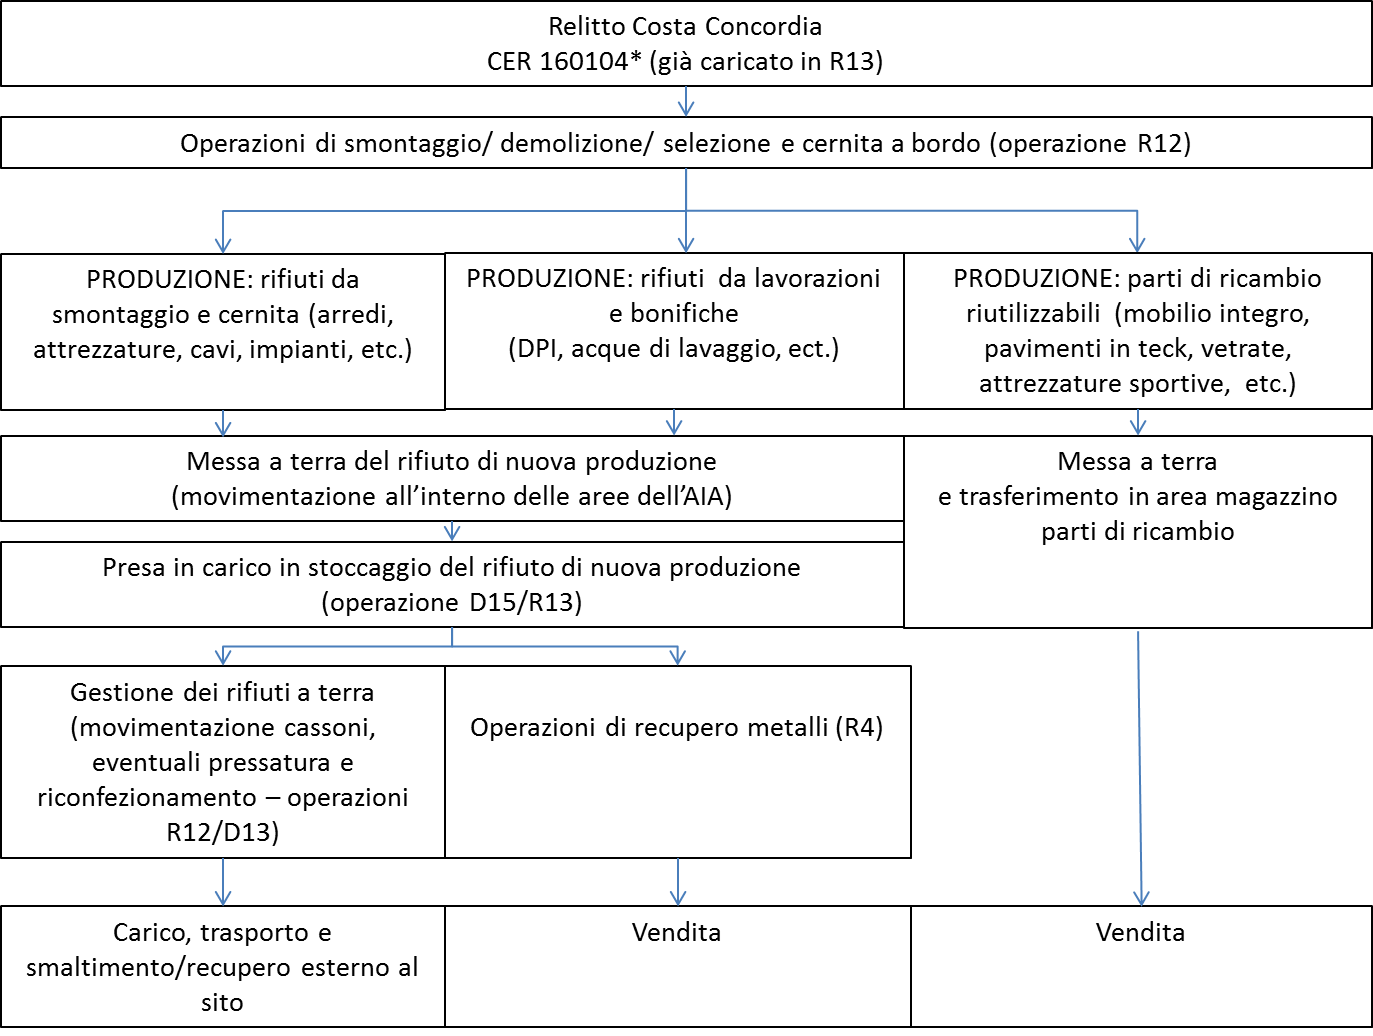 Relitto Costa Concordia
CER 160104* (già caricato in R13)
Operazioni di smontaggio/ demolizione/ selezione e cernita a bordo (operazione R12)
PRODUZIONE: rifiuti da
smontaggio e cernita (arredi,
attrezzature, cavi, impianti, etc.)
PRODUZIONE: rifiuti da lavorazioni
e bonifiche
(DPI, acque di lavaggio, ect.)
PRODUZIONE: parti di ricambio
riutilizzabili (mobilio integro,
pavimenti in teck, vetrate,
attrezzature sportive, etc.)
Messa a terra del rifiuto di nuova produzione
(movimentazione all’interno delle aree dell’AIA)
Messa a terra
e trasferimento in area magazzino
parti di ricambio
Presa in carico in stoccaggio del rifiuto di nuova produzione
(operazione D15/R13)
Gestione dei rifiuti a terra
(movimentazione cassoni,
eventuali pressatura e
riconfezionamento – operazioni
R12/D13)
Operazioni di recupero metalli (R4)
Carico, trasporto e
smaltimento/recupero esterno al
sito
Vendita
Vendita